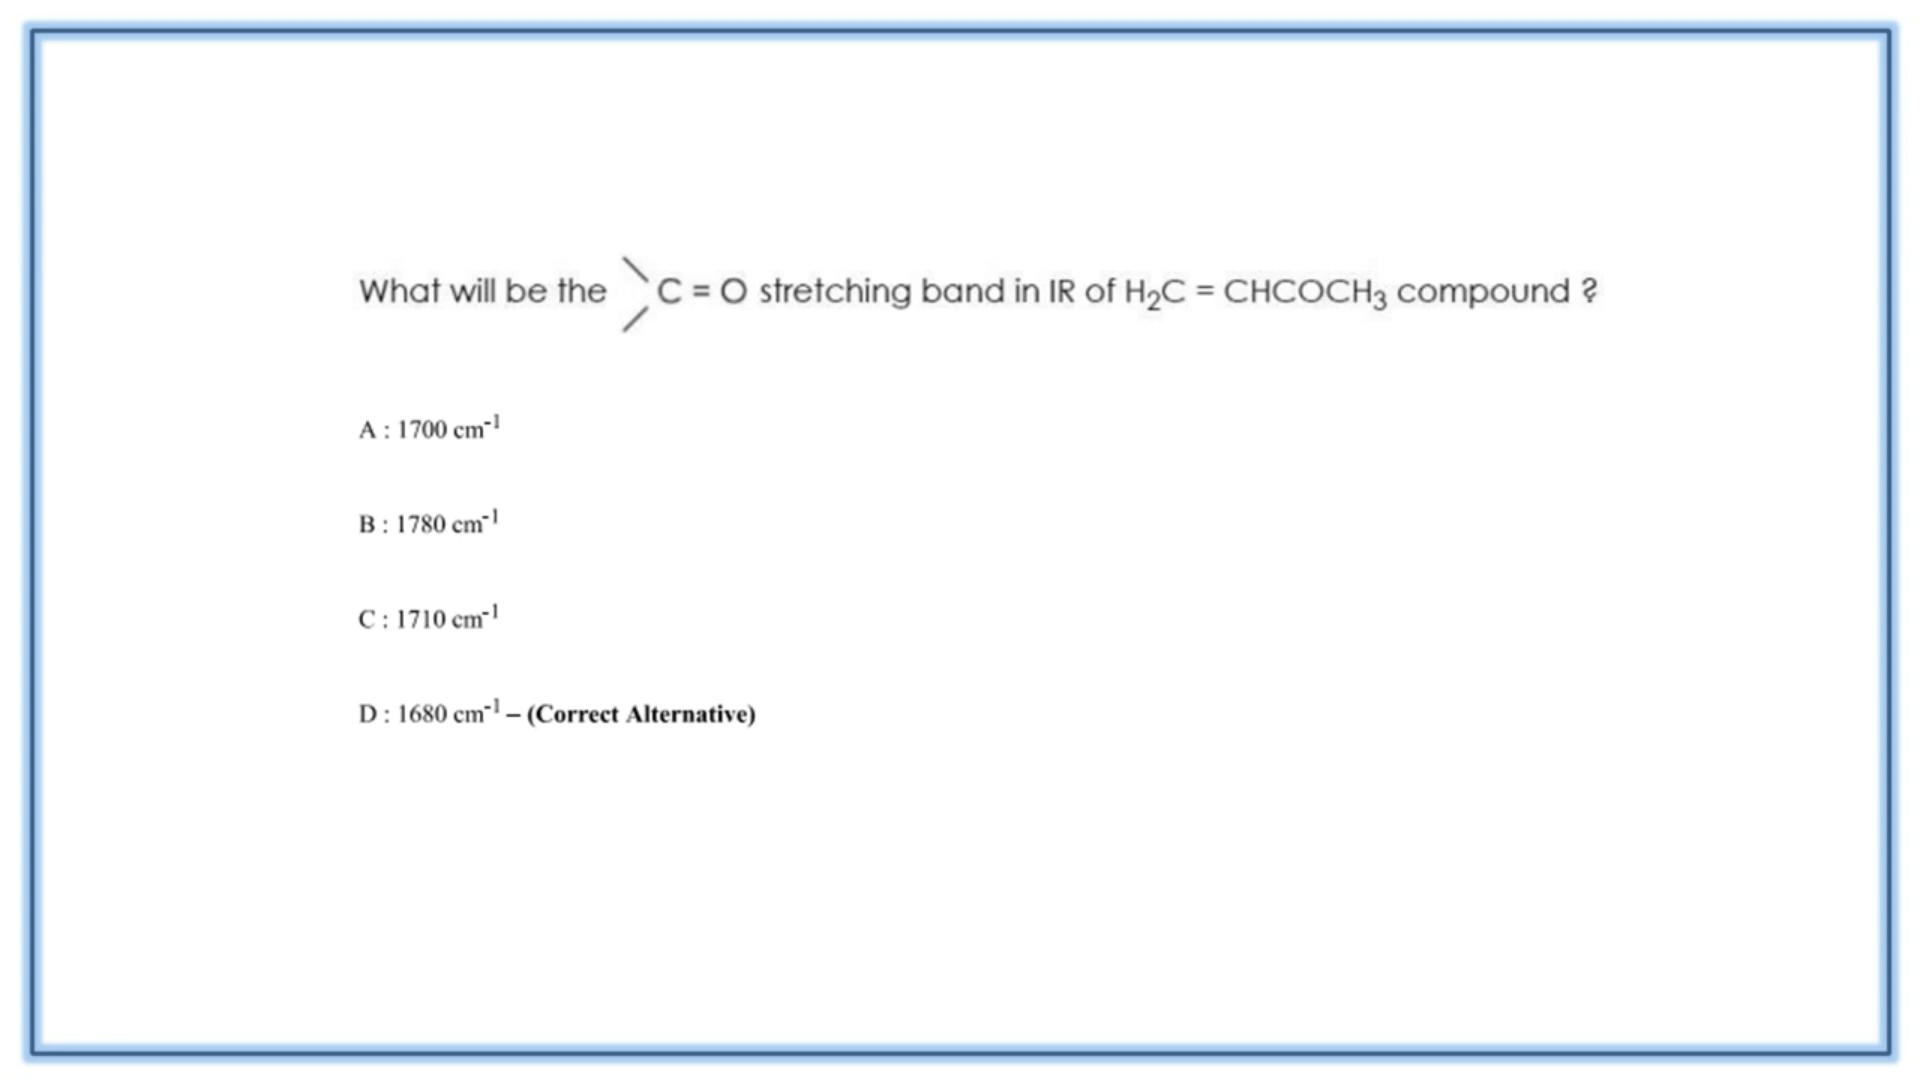 What will be the >C = O stretching band in IR of H₂C = CHCOCH₃ compound ?
A : 1700 cm⁻¹
B : 1780 cm⁻¹
C : 1710 cm⁻¹
D : 1680 cm⁻¹ – (Correct Alternative)